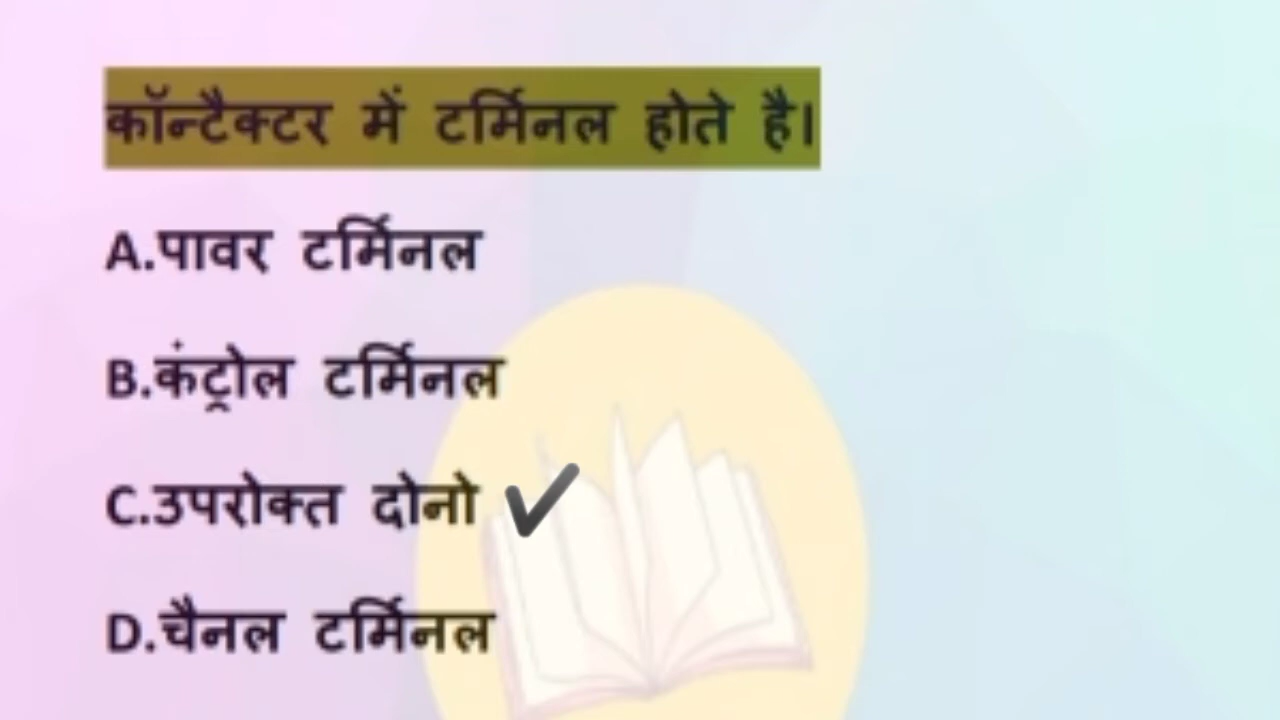 कॉन्टैक्टर में टर्मिनल होते है।
A.पावर टर्मिनल
B.कंट्रोल टर्मिनल
C.उपरोक्त दोनो ✔
D.चैनल टर्मिनल